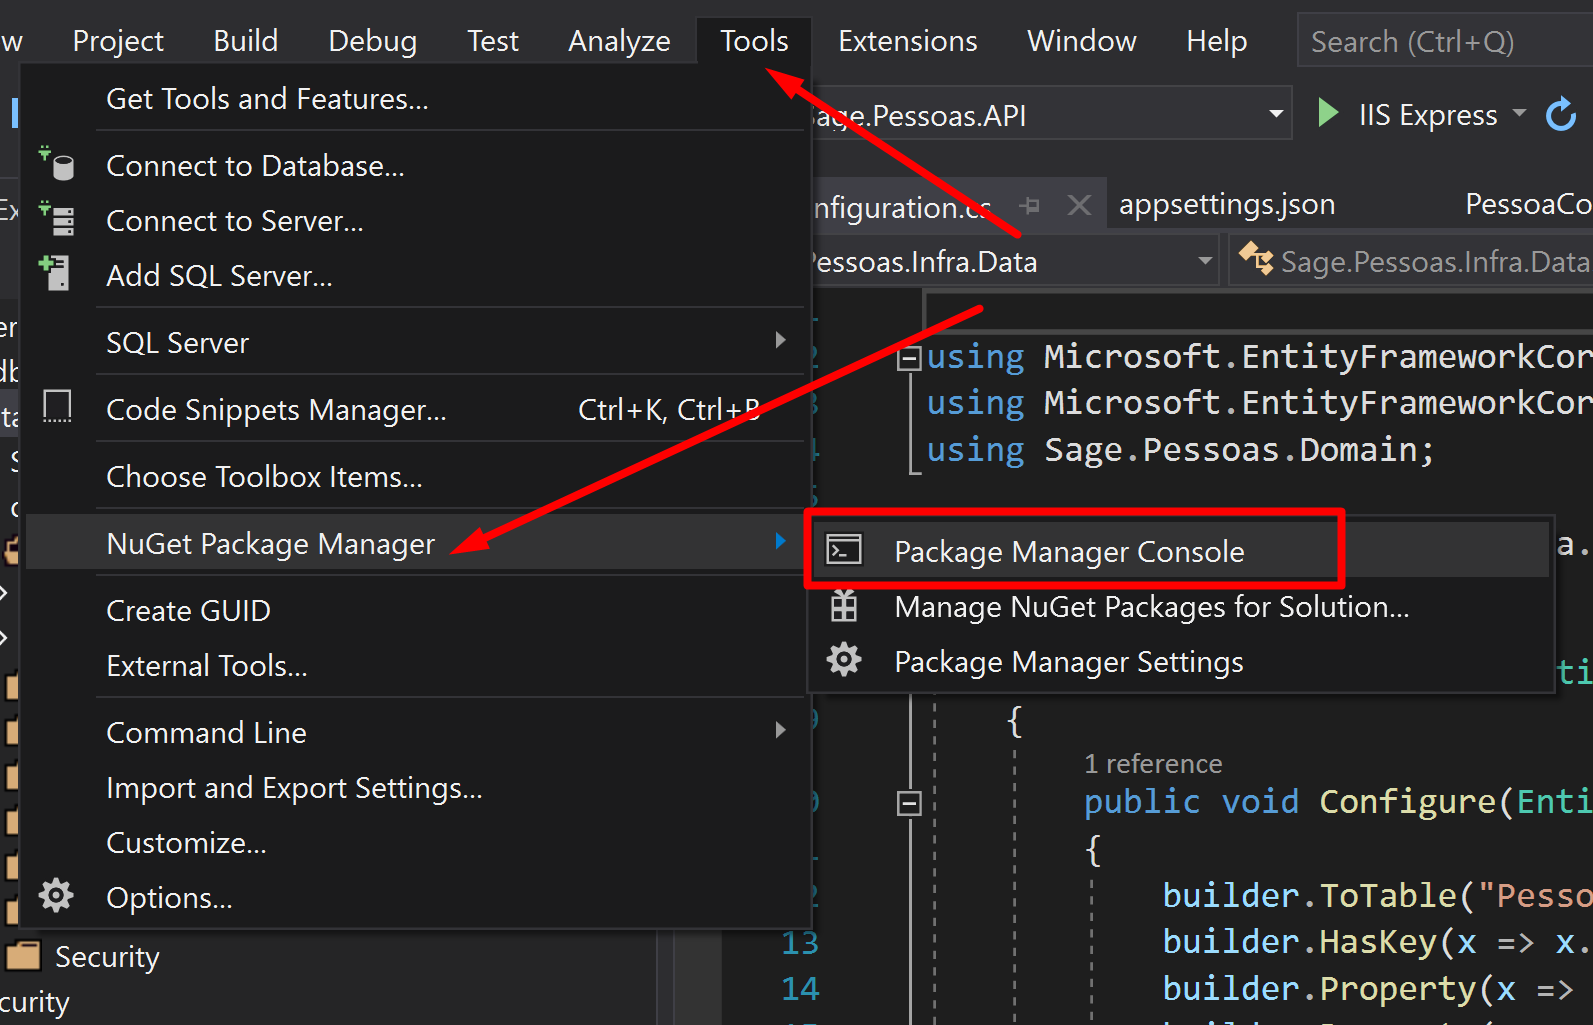 Project Build Debug Test Analyze Tools Extensions Window Help Search (Ctrl+Q)
Get Tools and Features...
Connect to Database...
Connect to Server...
Add SQL Server...
SQL Server
Code Snippets Manager... Ctrl+K, Ctrl+B
Choose Toolbox Items...
NuGet Package Manager
Create GUID
External Tools...
Command Line
Import and Export Settings...
Customize...
Options...
Package Manager Console
Manage NuGet Packages for Solution...
Package Manager Settings
Sage.Pessoas.API IIS Express
nfiguration.cs appsettings.json PessoaCo
Pessoas.Infra.Data Sage.Pessoas.Infra.Data
using Microsoft.EntityFrameworkCor
using Microsoft.EntityFrameworkCor
using Sage.Pessoas.Domain;
a.
ti
{
1 reference
public void Configure(Enti
{
builder.ToTable("Pesso
13 builder.HasKey(x => x.
14 builder.Property(x =>
Security
curity